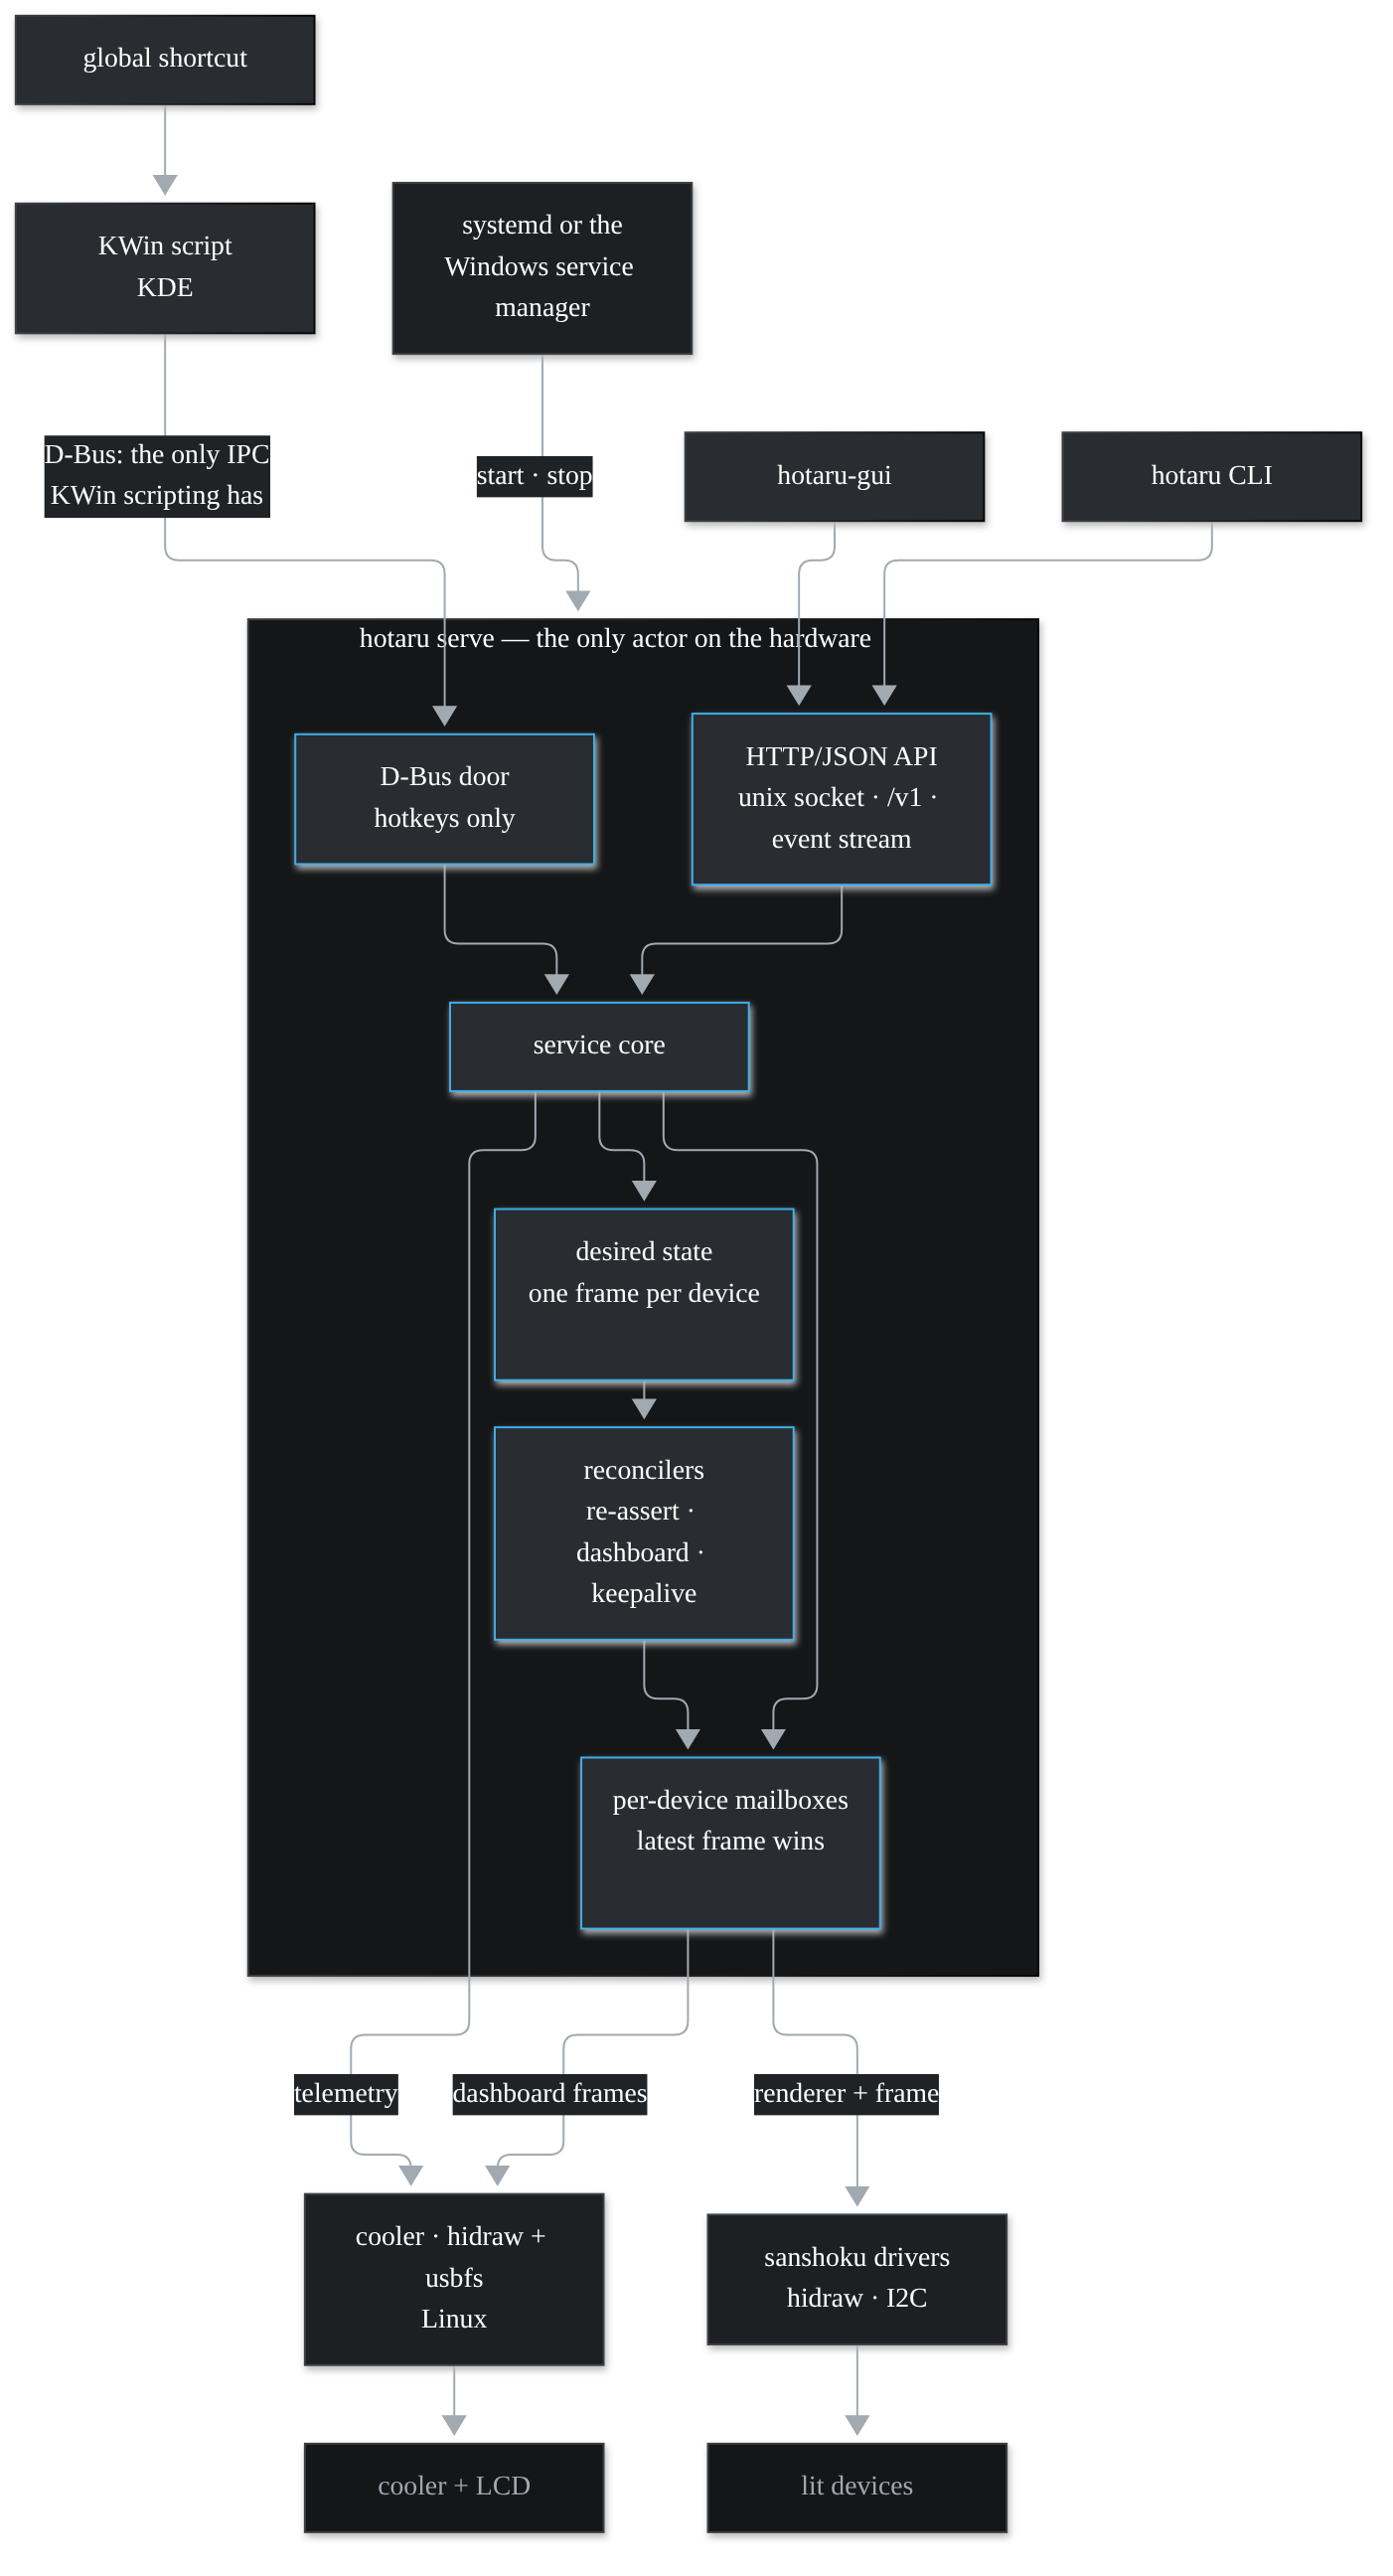 global shortcut
KWin script
KDE
systemd or the
Windows service
manager
D-Bus: the only IPC
KWin scripting has
start · stop
hotaru-gui
hotaru CLI
hotaru serve — the only actor on the hardware
D-Bus door
hotkeys only
HTTP/JSON API
unix socket · /v1 ·
event stream
service core
desired state
one frame per device
reconcilers
re-assert ·
dashboard ·
keepalive
per-device mailboxes
latest frame wins
telemetry
dashboard frames
renderer + frame
cooler · hidraw +
usbfs
Linux
sanshoku drivers
hidraw · I2C
cooler + LCD
lit devices